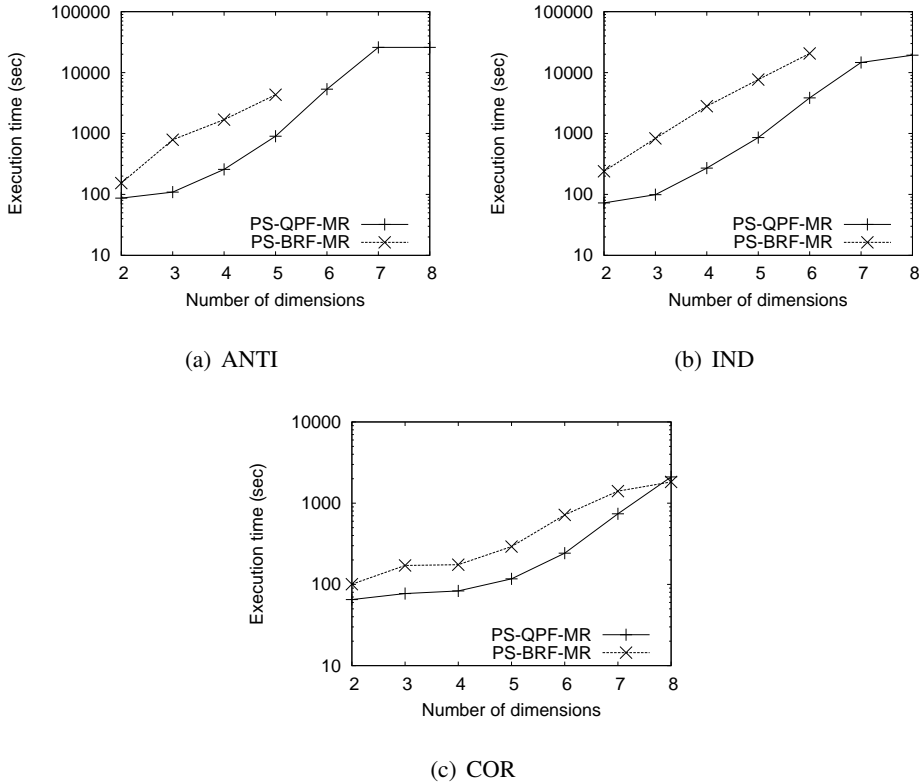 100000
10000
1000
100
10
Execution time (sec)
PS-QPF-MR
PS-BRF-MR
2 3 4 5 6 7 8
Number of dimensions
(a) ANTI
100000
10000
1000
100
10
Execution time (sec)
PS-QPF-MR
PS-BRF-MR
2 3 4 5 6 7 8
Number of dimensions
(b) IND
10000
1000
100
10
Execution time (sec)
PS-QPF-MR
PS-BRF-MR
2 3 4 5 6 7 8
Number of dimensions
(c) COR